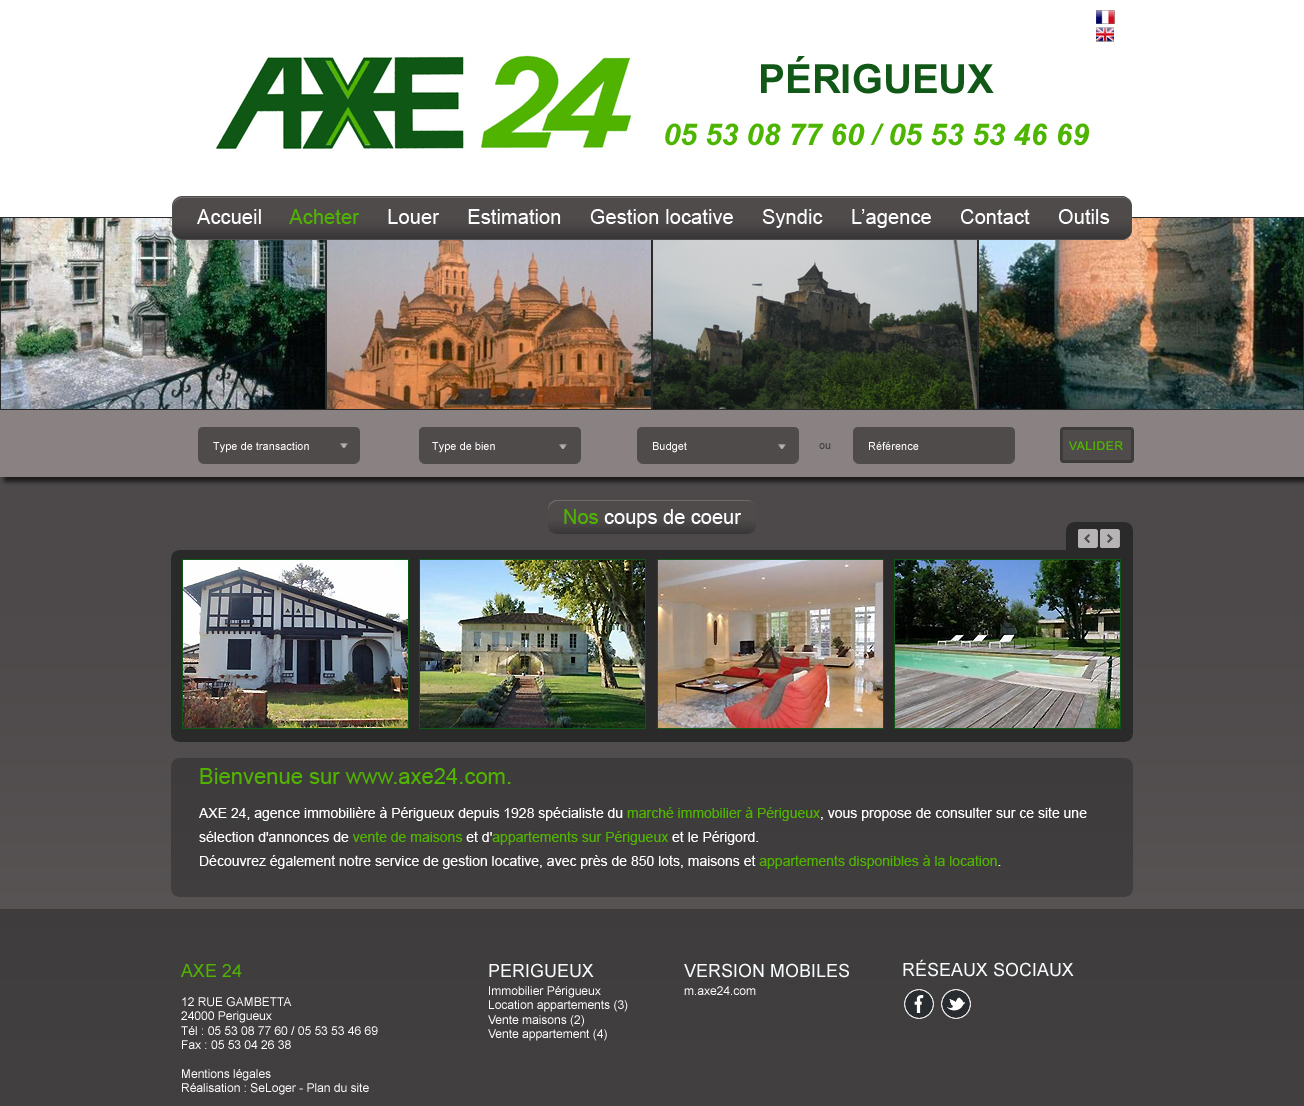 AXE 24
PÉRIGUEUX
05 53 08 77 60 / 05 53 53 46 69
Accueil Acheter Louer Estimation Gestion locative Syndic L'agence Contact Outils
Type de transaction Type de bien Budget ou Référence VALIDER
Nos coups de coeur
Bienvenue sur www.axe24.com.
AXE 24, agence immobilière à Périgueux depuis 1928 spécialiste du marché immobilier à Périgueux, vous propose de consulter sur ce site une
sélection d'annonces de vente de maisons et d'appartements sur Périgueux et le Périgord.
Découvrez également notre service de gestion locative, avec près de 850 lots, maisons et appartements disponibles à la location.
AXE 24
12 RUE GAMBETTA
24000 Perigueux
Tél : 05 53 08 77 60 / 05 53 53 46 69
Fax : 05 53 04 26 38
Mentions légales
Réalisation : SeLoger - Plan du site
PERIGUEUX
Immobilier Périgueux
Location appartements (3)
Vente maisons (2)
Vente appartement (4)
VERSION MOBILES
m.axe24.com
RÉSEAUX SOCIAUX